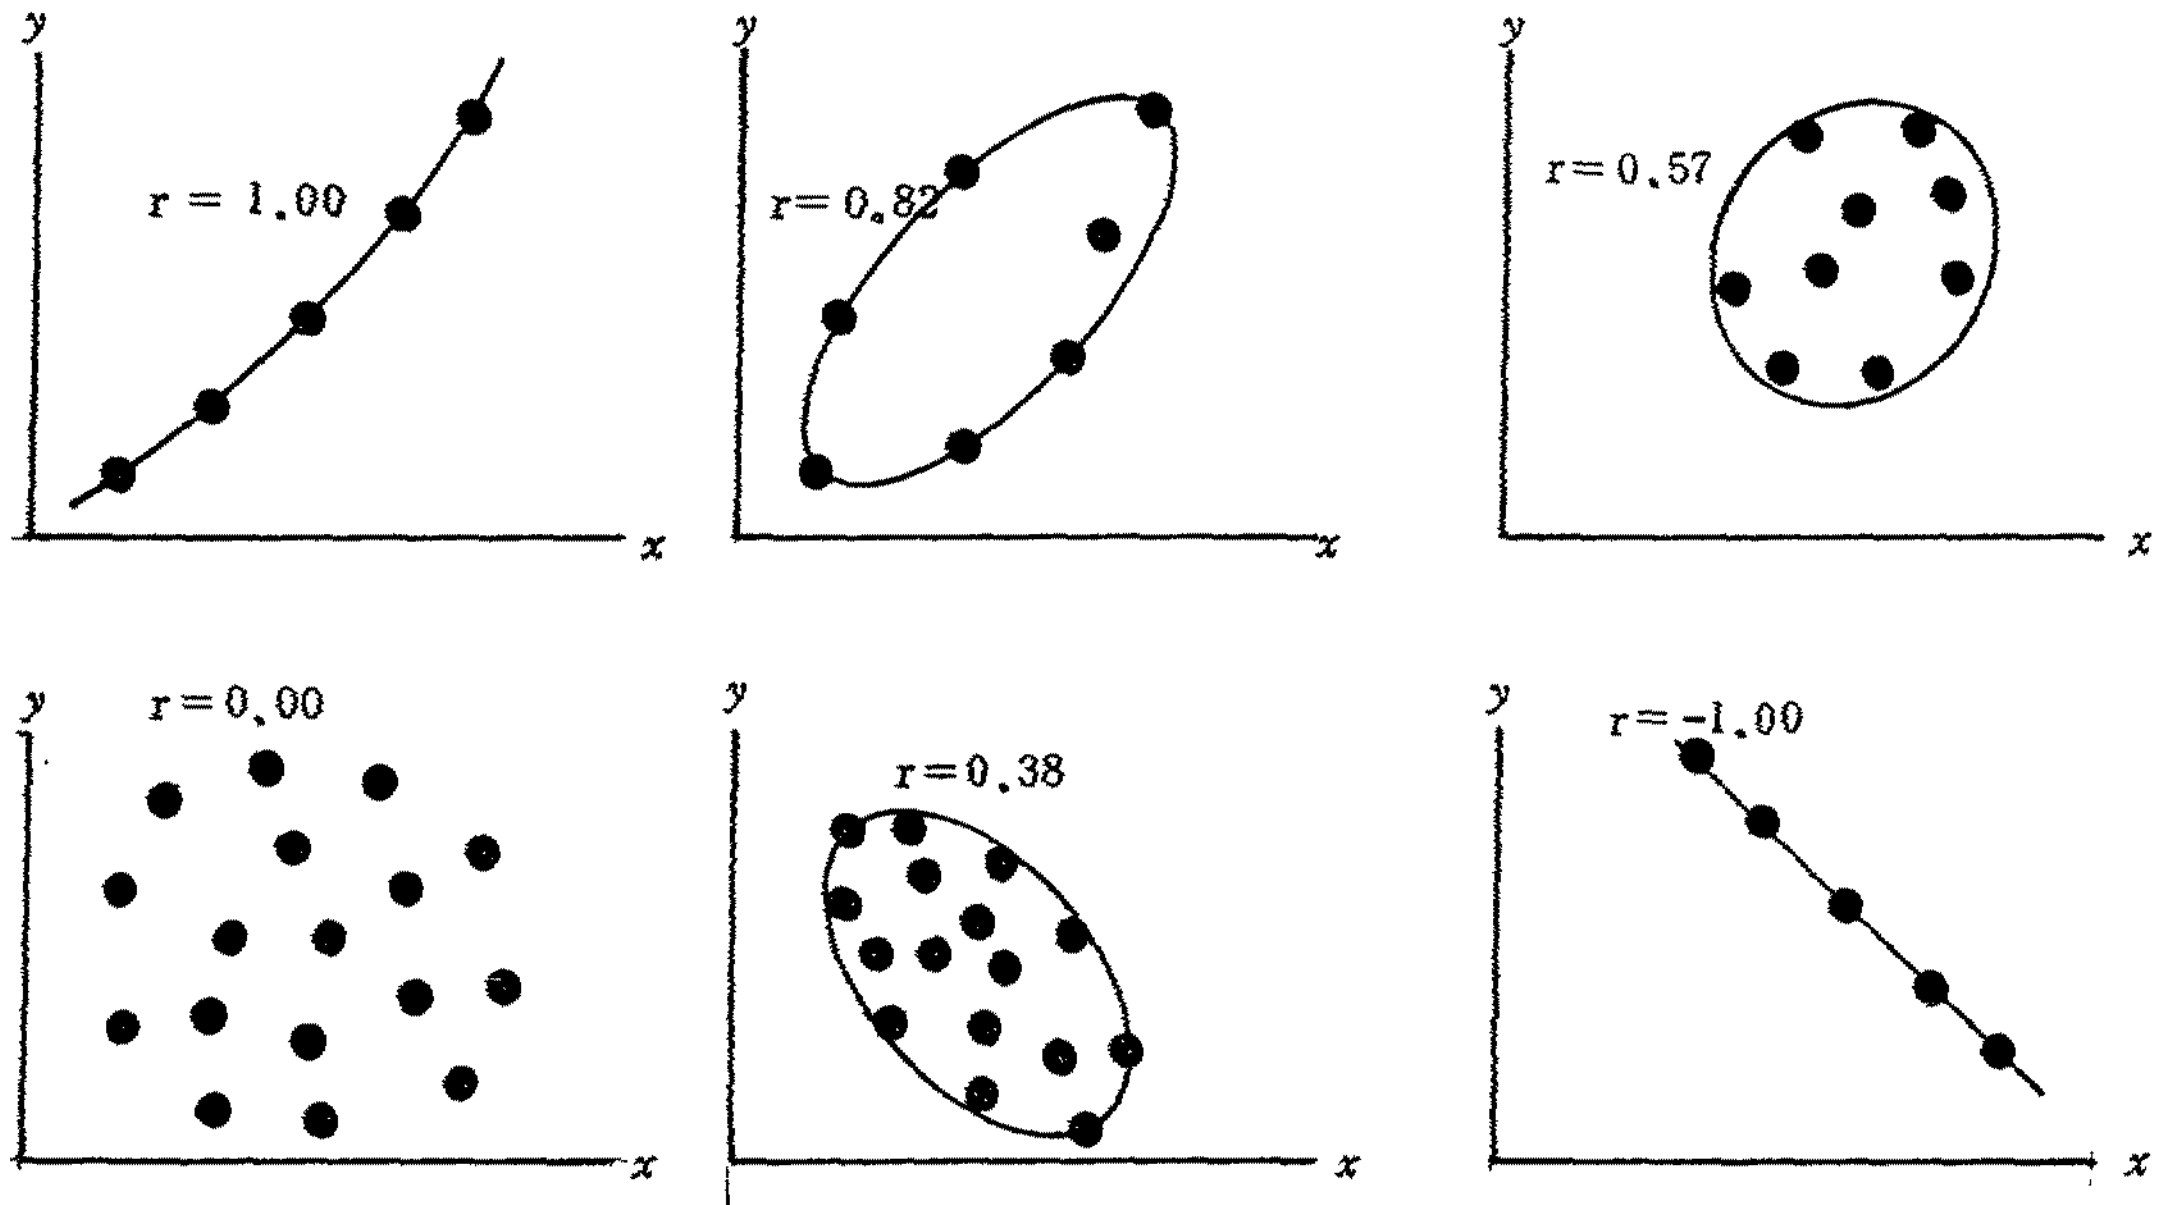 y
r = 1.00
x
y
r = 0.82
x
y
r = 0.57
x
y
r = 0.00
x
y
r = 0.38
x
y
r = -1.00
x